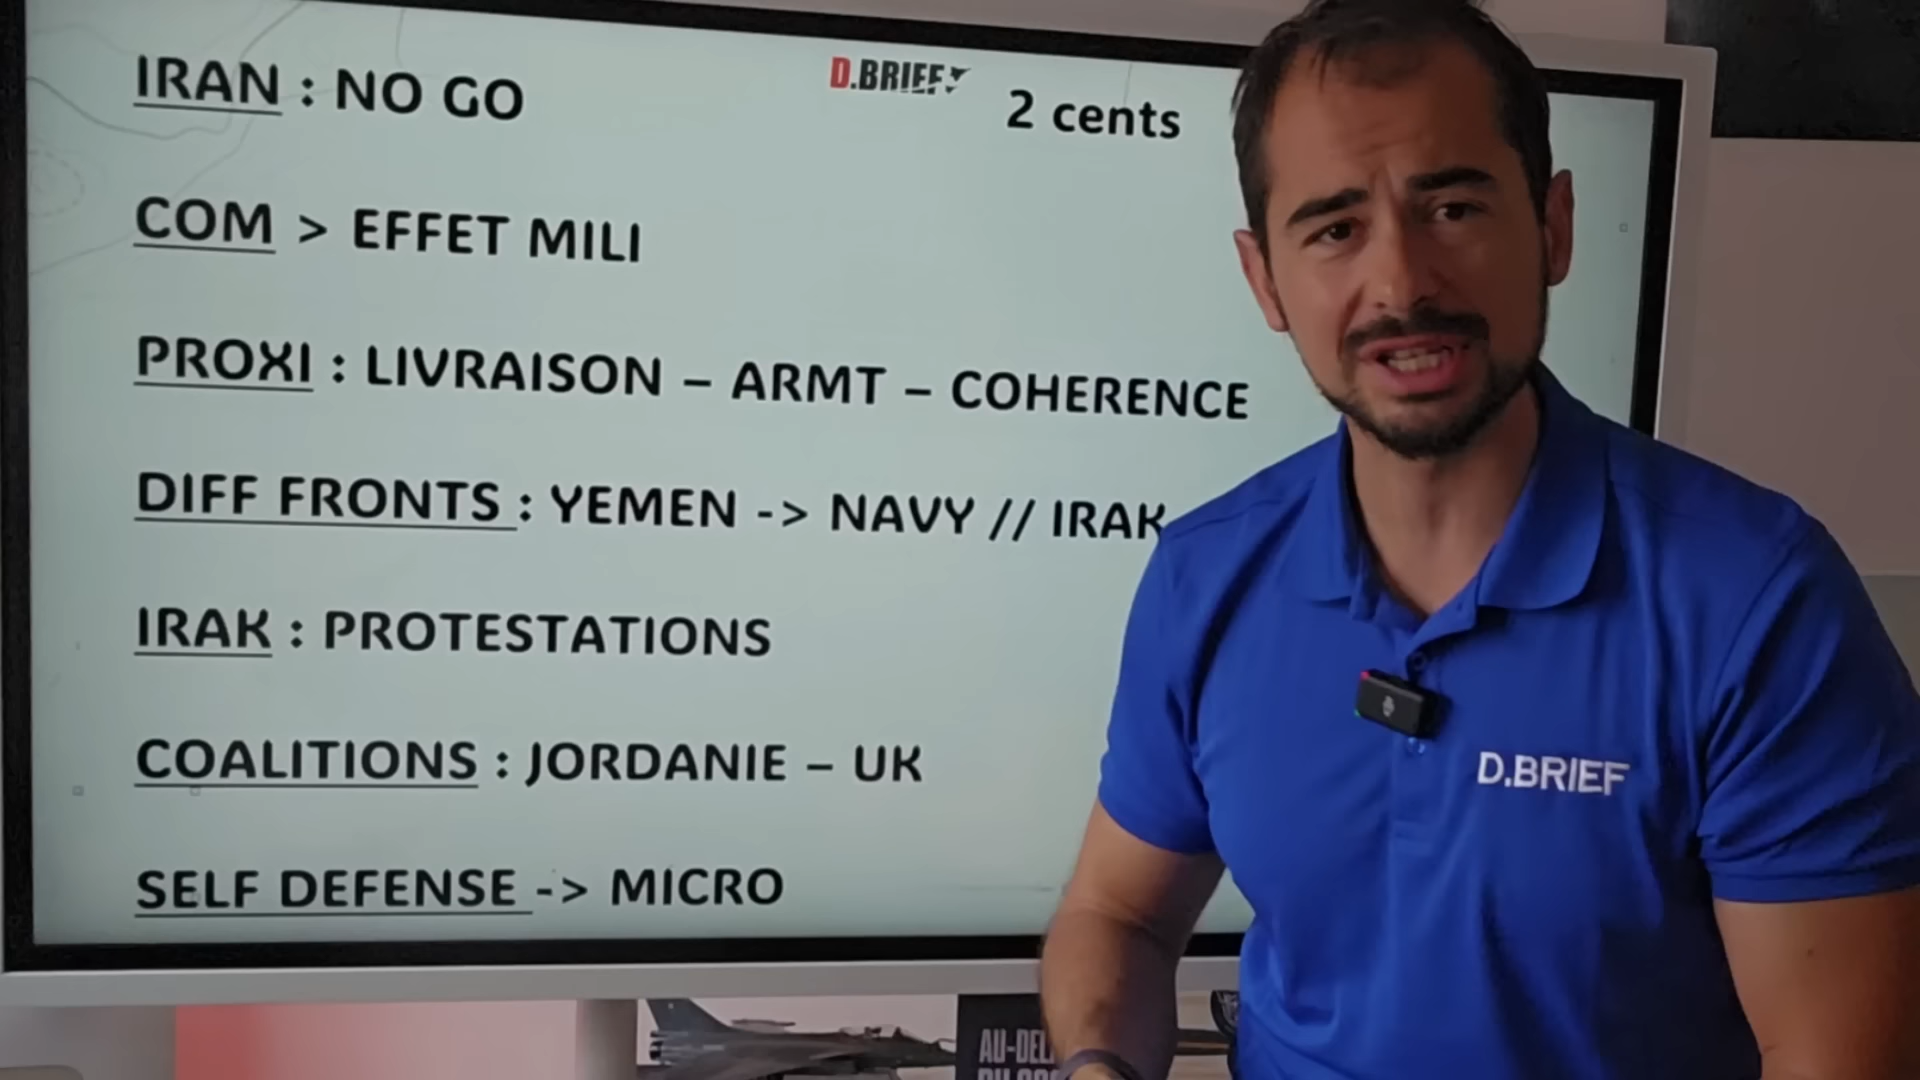 IRAN : NO GO
D.BRIEF
2 cents
COM > EFFET MILI
PROXI : LIVRAISON – ARMT – COHERENCE
DIFF FRONTS : YEMEN -> NAVY // IRAK
IRAK : PROTESTATIONS
COALITIONS : JORDANIE – UK
SELF DEFENSE -> MICRO
D.BRIEF